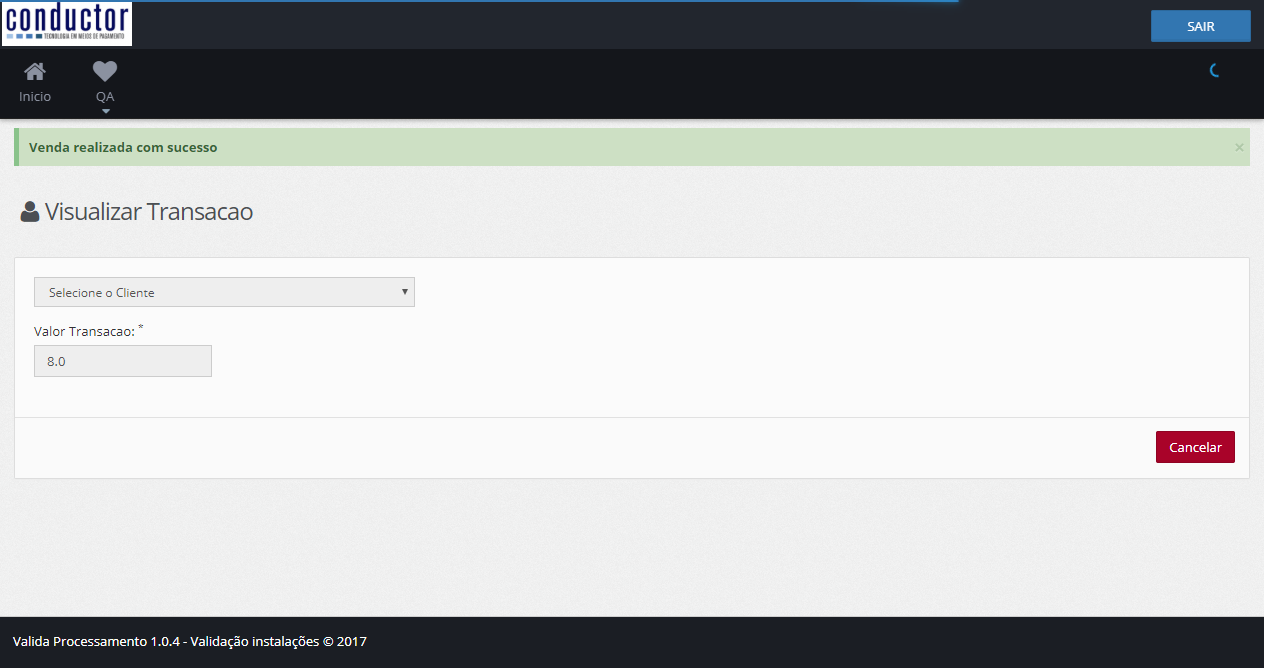 conductor
TECNOLOGIA EM MEIOS DE PAGAMENTO
SAIR
Inicio
QA
Venda realizada com sucesso
×
Visualizar Transacao
Selecione o Cliente
Valor Transacao: *
8.0
Cancelar
Valida Processamento 1.0.4 - Validação instalações © 2017